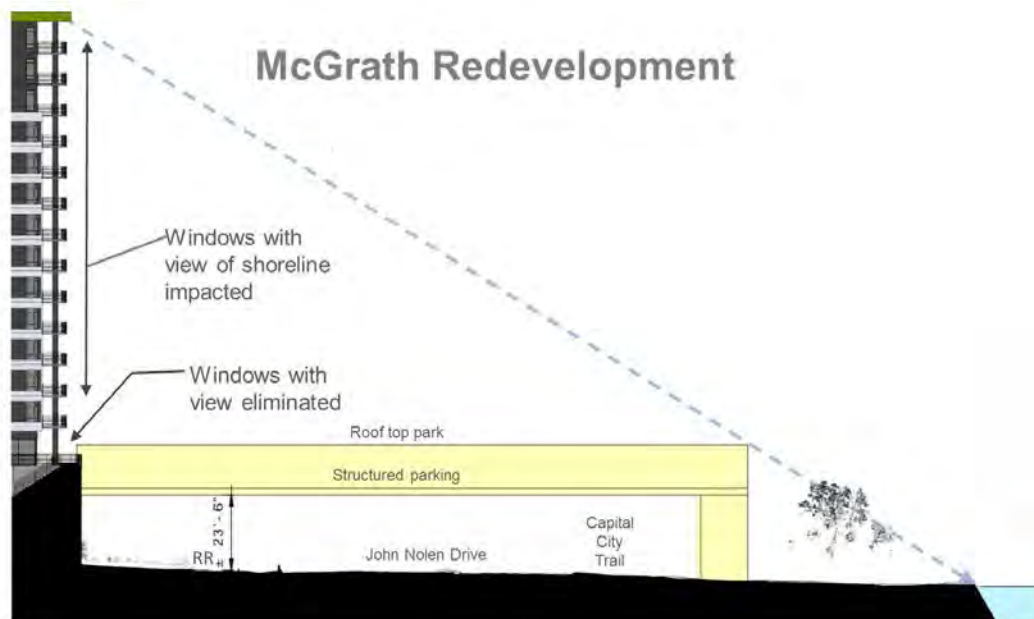 McGrath Redevelopment
Windows with
view of shoreline
impacted
Windows with
view eliminated
Roof top park
Structured parking
± 23'- 6"
RR
John Nolen Drive
Capital
City
Trail